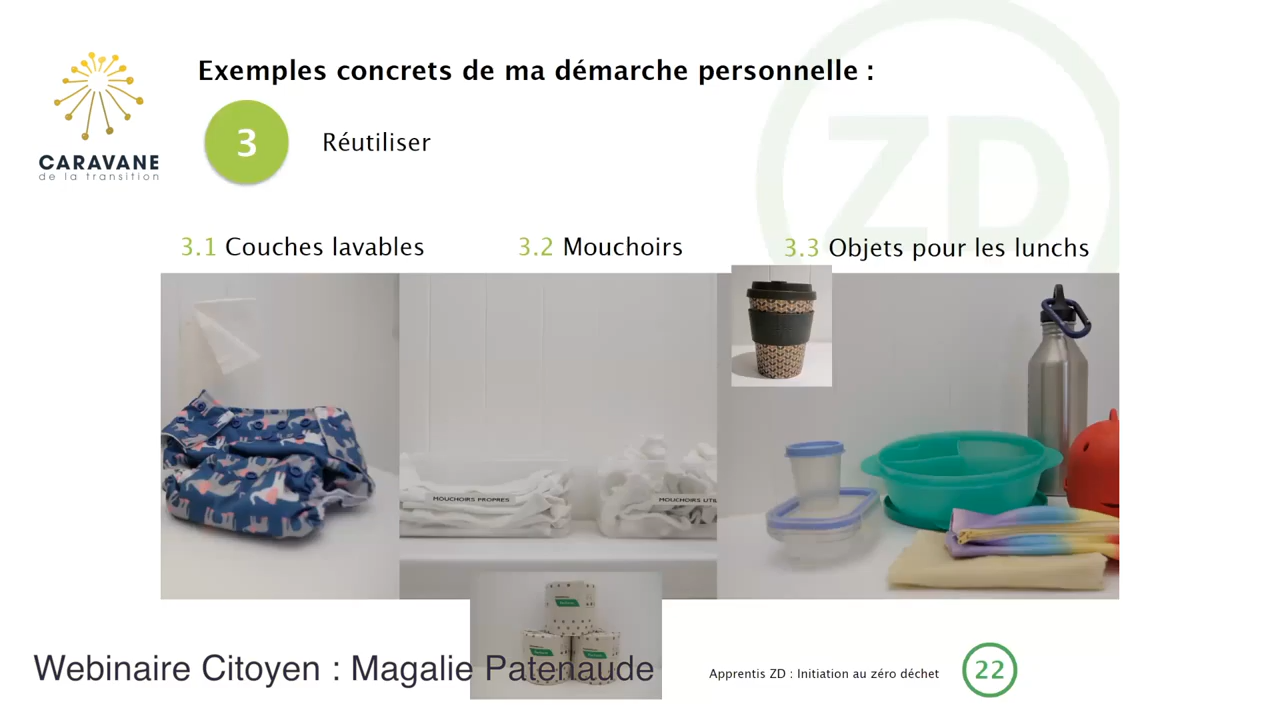 Exemples concrets de ma démarche personnelle :
CARAVANE
de la transition
3
Réutiliser
ZD
3.1 Couches lavables
3.2 Mouchoirs
3.3 Objets pour les lunchs
MOUCHOIRS PROPRES
MOUCHOIRS UTIL
Webinaire Citoyen : Magalie Patenaude
Apprentis ZD : Initiation au zéro déchet
22